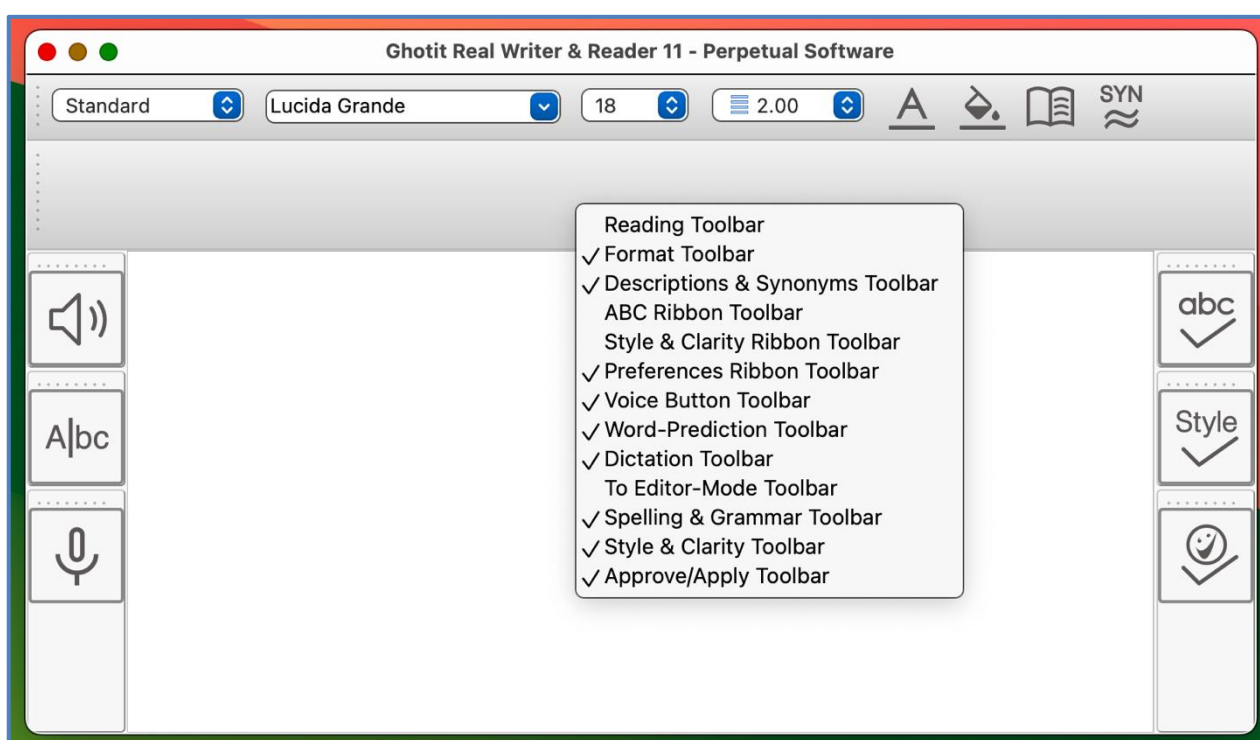 Ghotit Real Writer & Reader 11 - Perpetual Software
Standard Lucida Grande 18 2.00 A SYN
Reading Toolbar
Format Toolbar
Descriptions & Synonyms Toolbar
ABC Ribbon Toolbar
Style & Clarity Ribbon Toolbar
Preferences Ribbon Toolbar
Voice Button Toolbar
Word-Prediction Toolbar
Dictation Toolbar
To Editor-Mode Toolbar
Spelling & Grammar Toolbar
Style & Clarity Toolbar
Approve/Apply Toolbar
A|bc
abc
Style